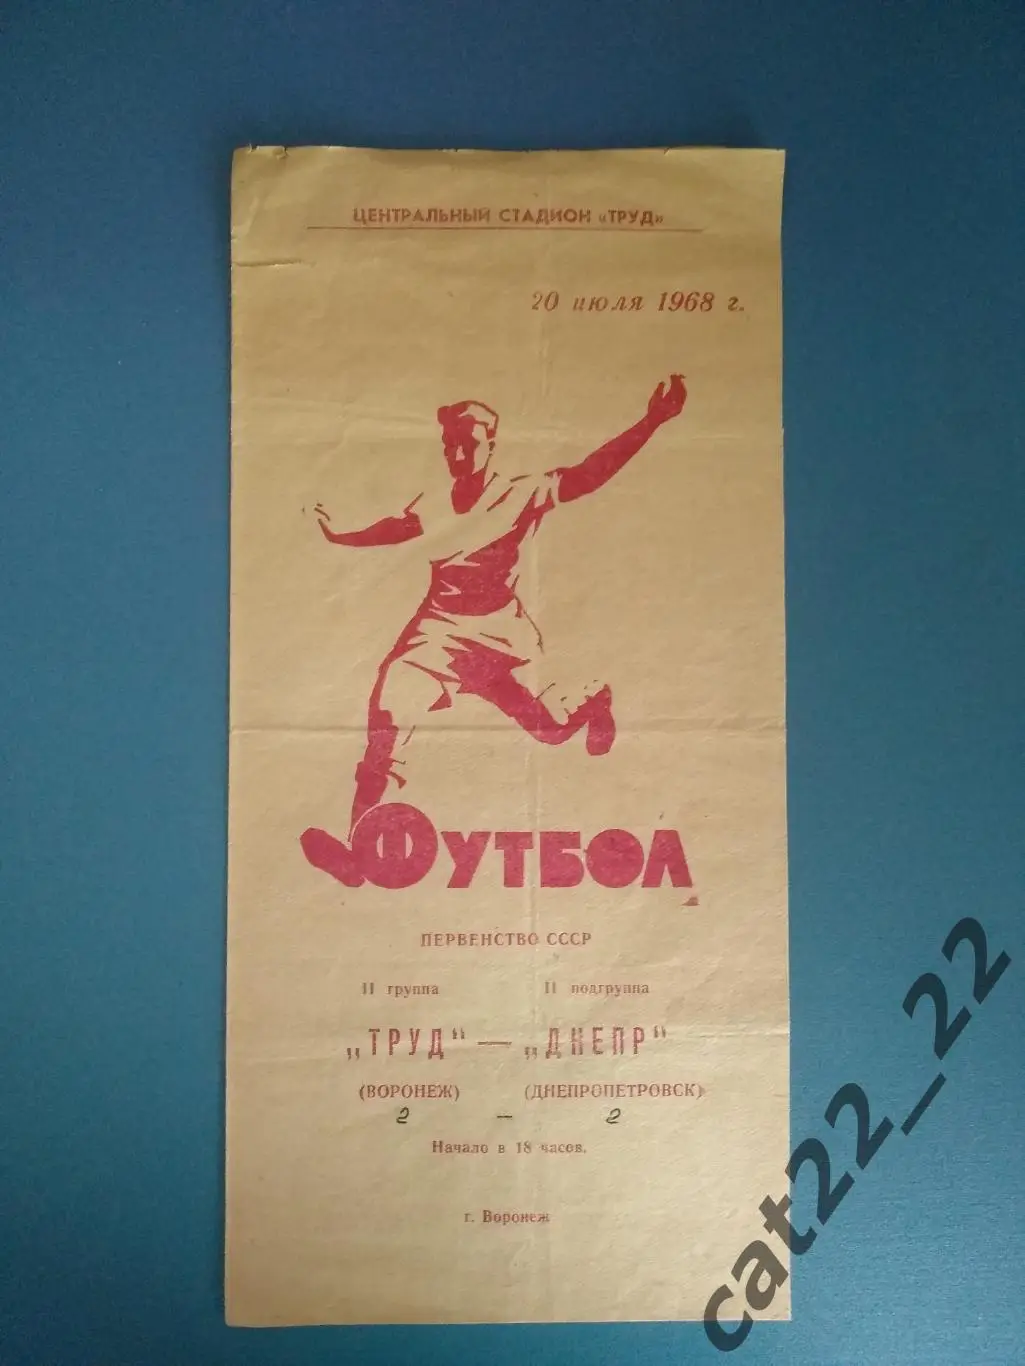 ЦЕНТРАЛЬНЫЙ СТАДИОН «ТРУД»
20 июля 1968 г.
ФУТБОЛ
ПЕРВЕНСТВО СССР
II группа II подгруппа
„ТРУД" — „ДНЕПР"
(ВОРОНЕЖ) (ДНЕПРОПЕТРОВСК)
2 — 2
Начало в 18 часов.
г. Воронеж
cat22_22